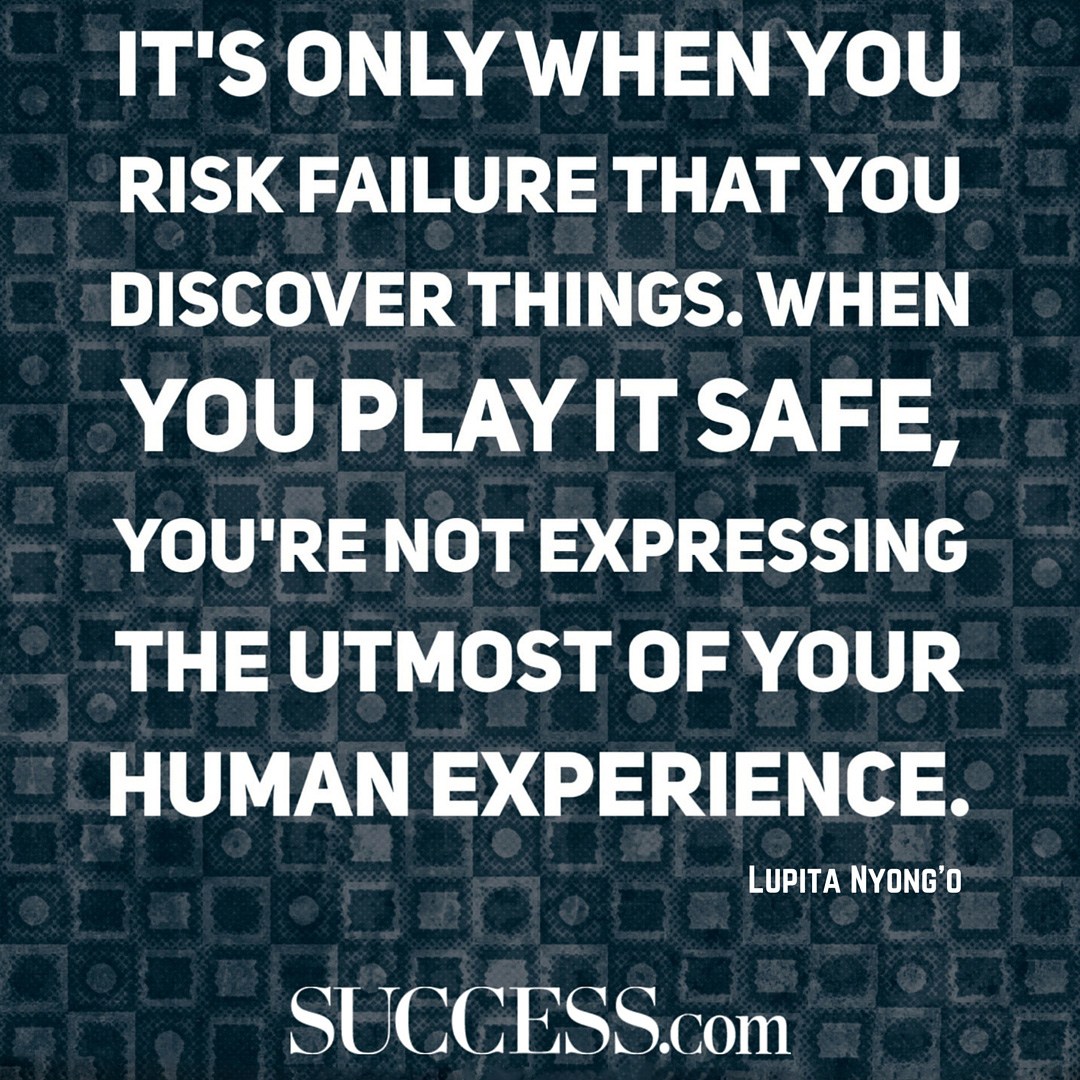 IT'S ONLY WHEN YOU
RISK FAILURE THAT YOU
DISCOVER THINGS. WHEN
YOU PLAY IT SAFE,
YOU'RE NOT EXPRESSING
THE UTMOST OF YOUR
HUMAN EXPERIENCE.
LUPITA NYONG’O
SUCCESS.com